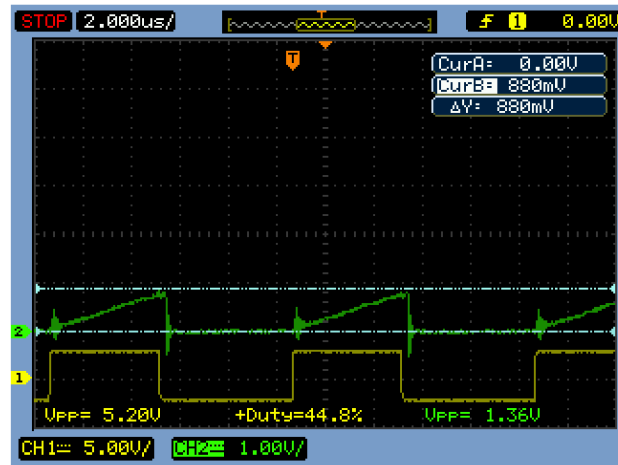 STOP 2.000us/ T F 1 0.00V
T
CurA= 0.00V
CurB= 880mV
ΔY= 880mV
2
1
VPP= 5.20V +Duty=44.8% VPP= 1.36V
CH1 5.00V/ CH2 1.00V/